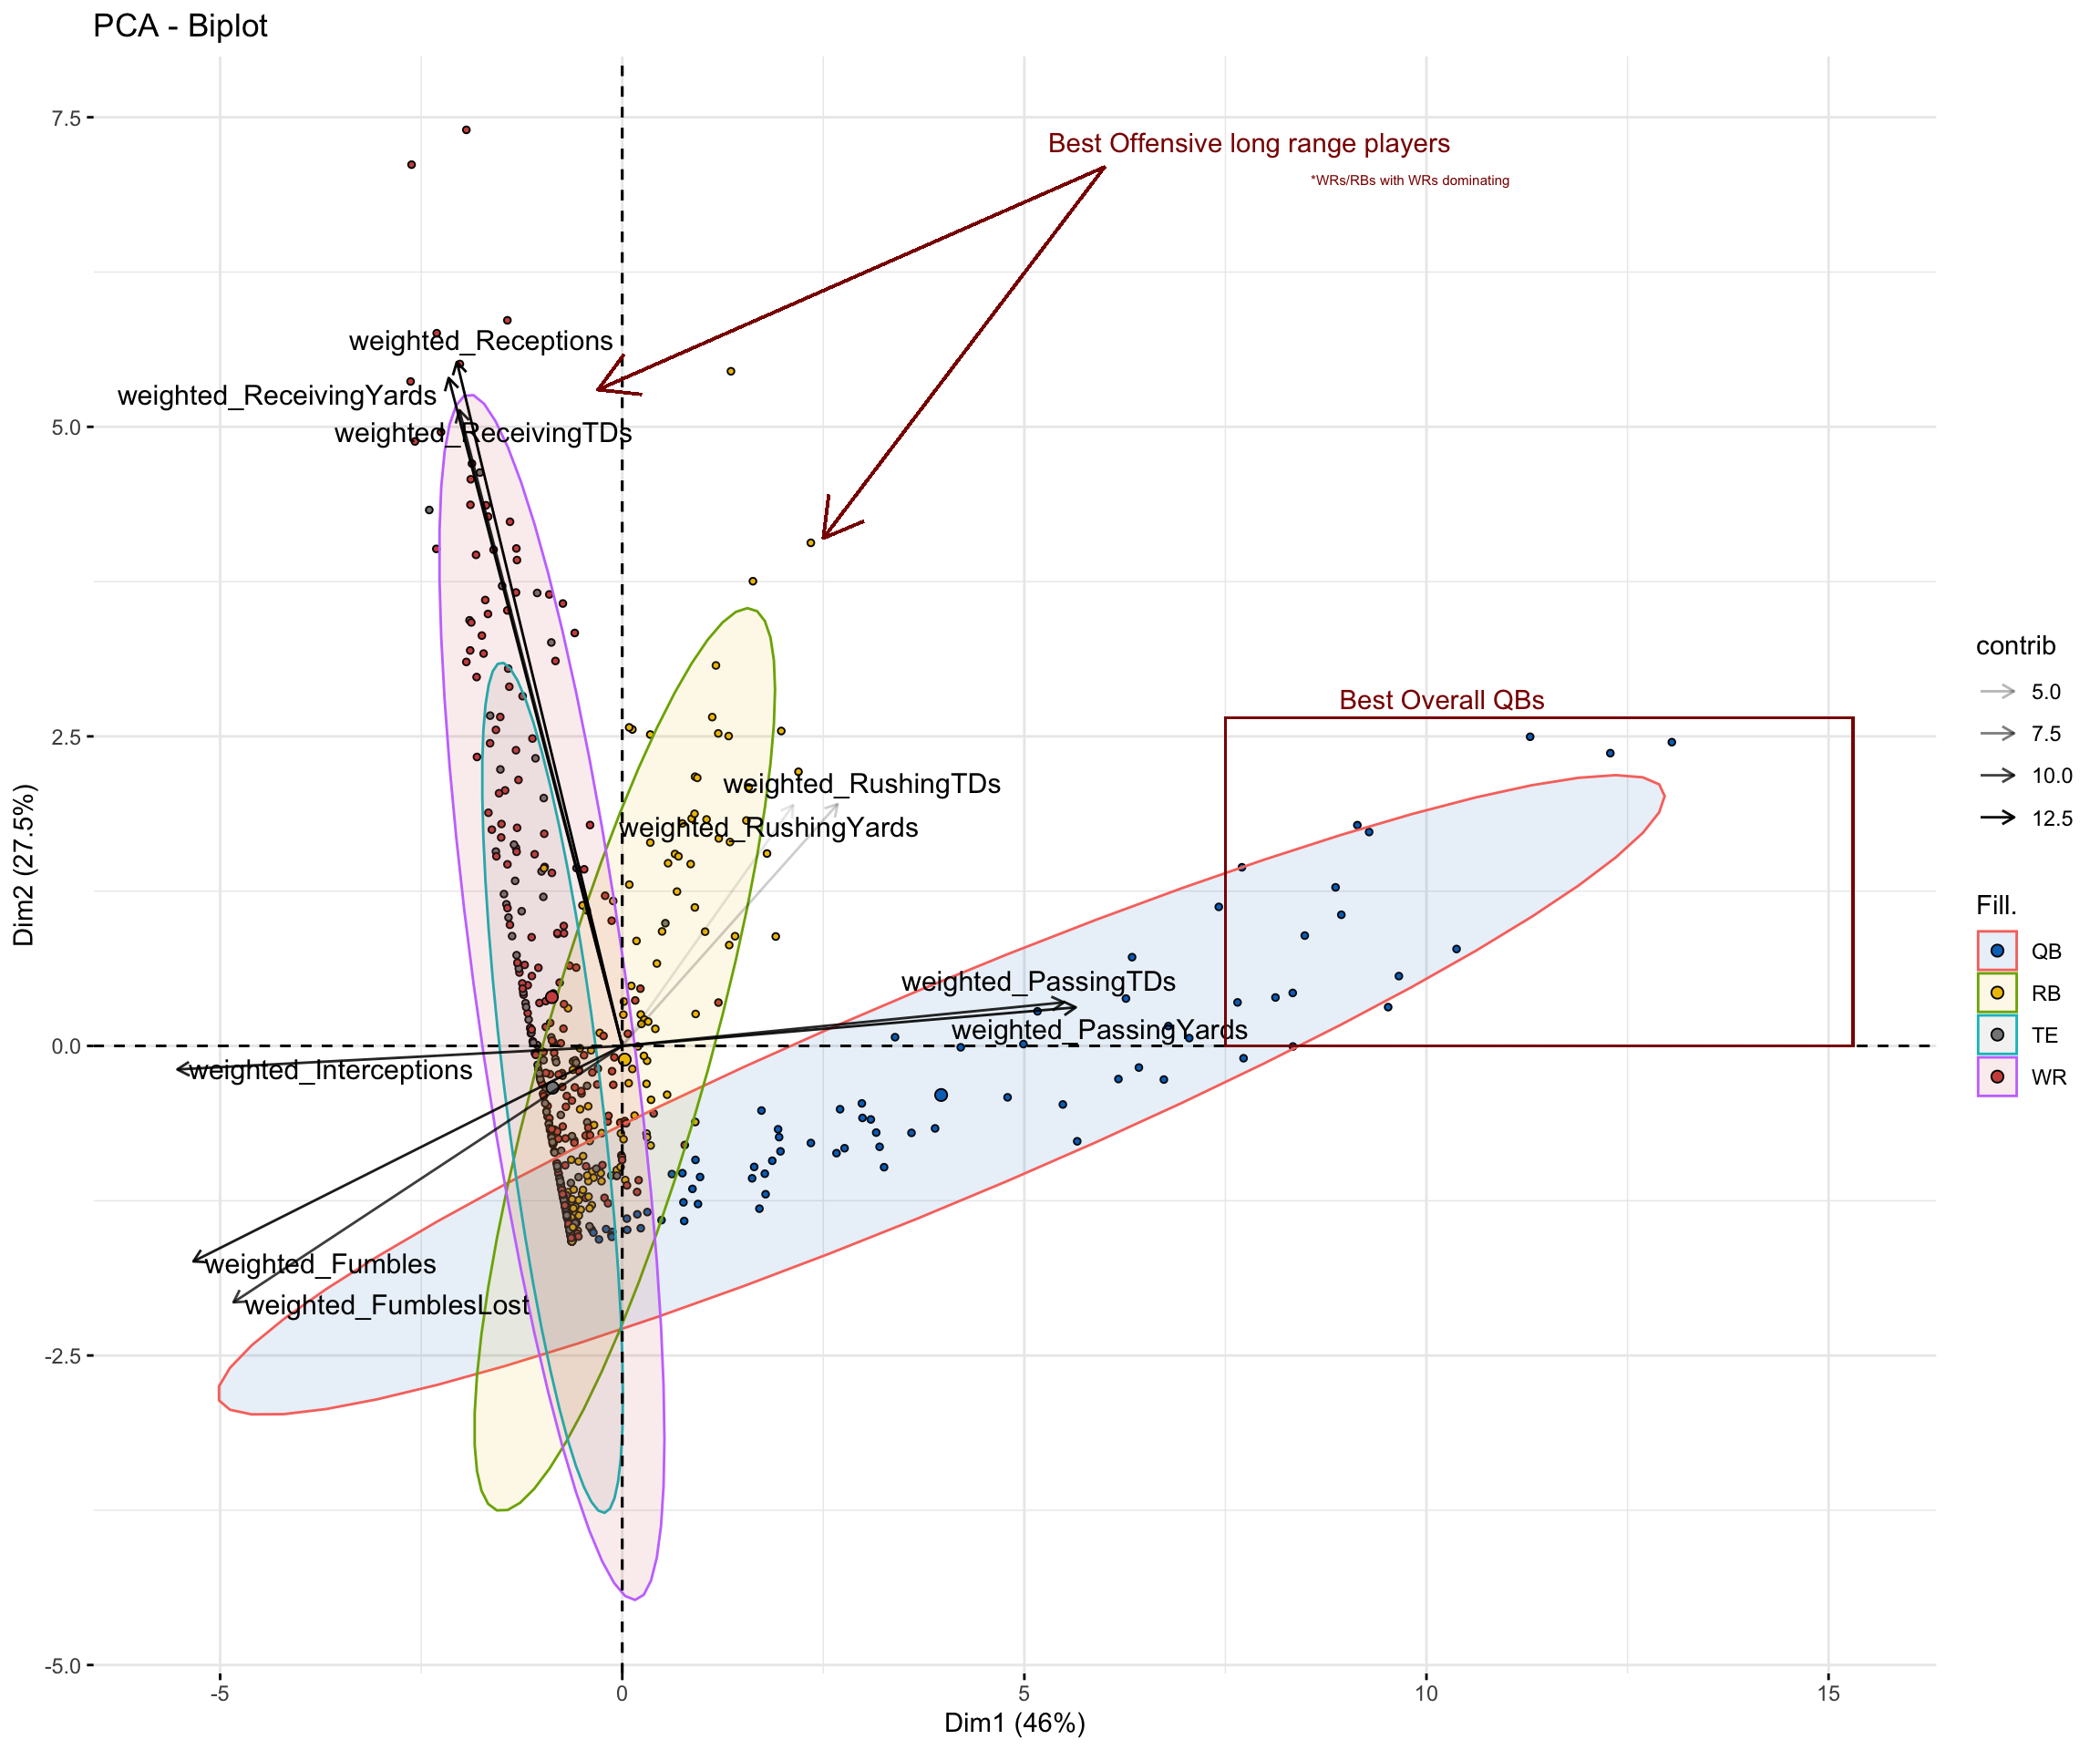 PCA - Biplot
Best Offensive long range players
*WRs/RBs with WRs dominating
weighted_Receptions
weighted_ReceivingYards
weighted_ReceivingTDs
Best Overall QBs
weighted_RushingTDs
weighted_RushingYards
weighted_PassingTDs
weighted_PassingYards
weighted_Interceptions
weighted_Fumbles
weighted_FumblesLost
7.5
5.0
2.5
0.0
-2.5
-5.0
Dim2 (27.5%)
-5
0
5
10
15
Dim1 (46%)
contrib
5.0
7.5
10.0
12.5
Fill.
QB
RB
TE
WR